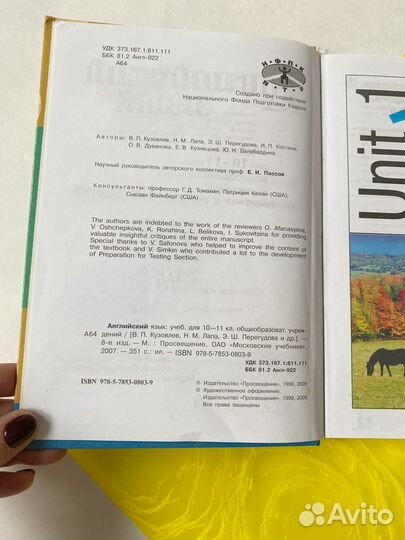 УДК 373.167.1:811.111
ББК 81.2 Англ-922
А64
Н Ф П К
N T F
Создано при содействии
Национального Фонда Подготовки Кадров
Авторы: В. П. Кузовлев, Н. М. Лапа, Э. Ш. Перегудова, И. П. Костина,
О. В. Дуванова, Е. В. Кузнецова, Ю. Н. Балабардина
Научный руководитель авторского коллектива проф. Е. И. Пассов
Консультанты: профессор Г. Д. Томахин, Патриция Келли (США),
Сьюзан Файнберг (США)
The authors are indebted to the work of the reviewers O. Afanasyeva,
V. Oshchepkova, K. Ronzhina, L. Belikova, I. Sukovitsina for providing
valuable insightful critiques of the entire manuscript.
Special thanks to V. Safonova who helped to improve the content of
the textbook and V. Simkin who contributed a lot to the development
of Preparation for Testing Section.
Английский язык: учеб. для 10—11 кл. общеобразоват. учреж-
А64 дений / [В. П. Кузовлев, Н. М. Лапа, Э. Ш. Перегудова и др.]. —
8-е изд. — М. : Просвещение, ОАО «Московские учебники»,
2007. — 351 с.: ил. — ISBN 978-5-7853-0803-9.
УДК 373.167.1:811.111
ББК 81.2 Англ-922
ISBN 978-5-7853-0803-9
© Издательство «Просвещение», 1999, 2005
© Художественное оформление.
Издательство «Просвещение», 1999, 2005
Все права защищены
Unit 1
Avito